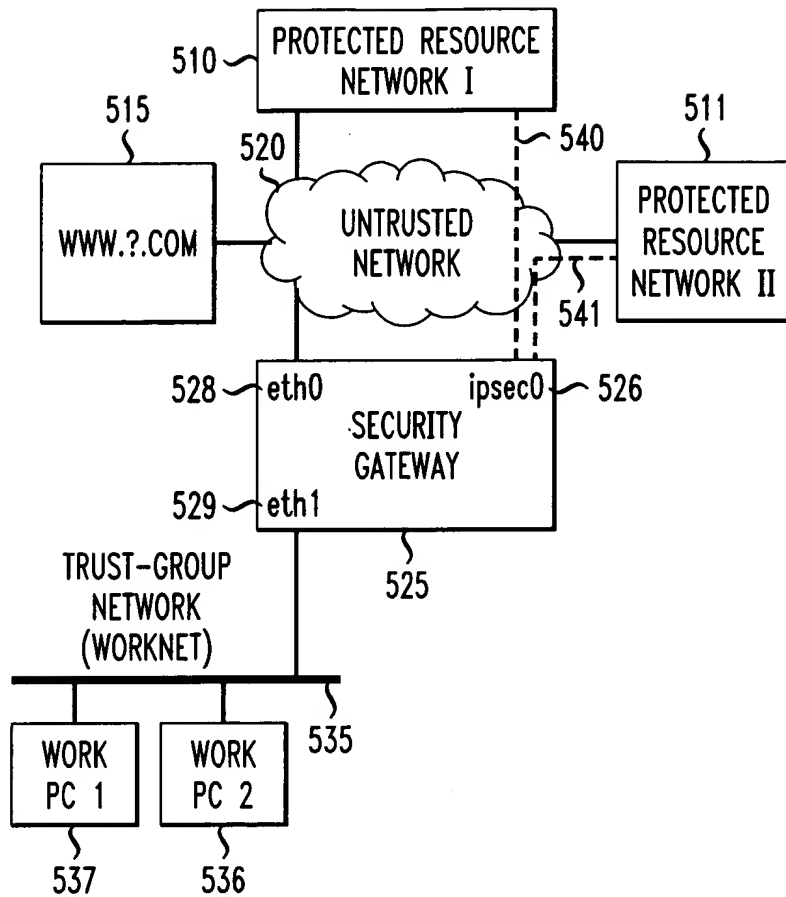 PROTECTED RESOURCE
NETWORK I
510
515
520
540
511
WWW.?.COM
UNTRUSTED
NETWORK
PROTECTED
RESOURCE
NETWORK II
541
528
eth0
ipsec0
526
SECURITY
GATEWAY
529
eth1
525
TRUST-GROUP
NETWORK
(WORKNET)
535
WORK
PC 1
WORK
PC 2
537
536